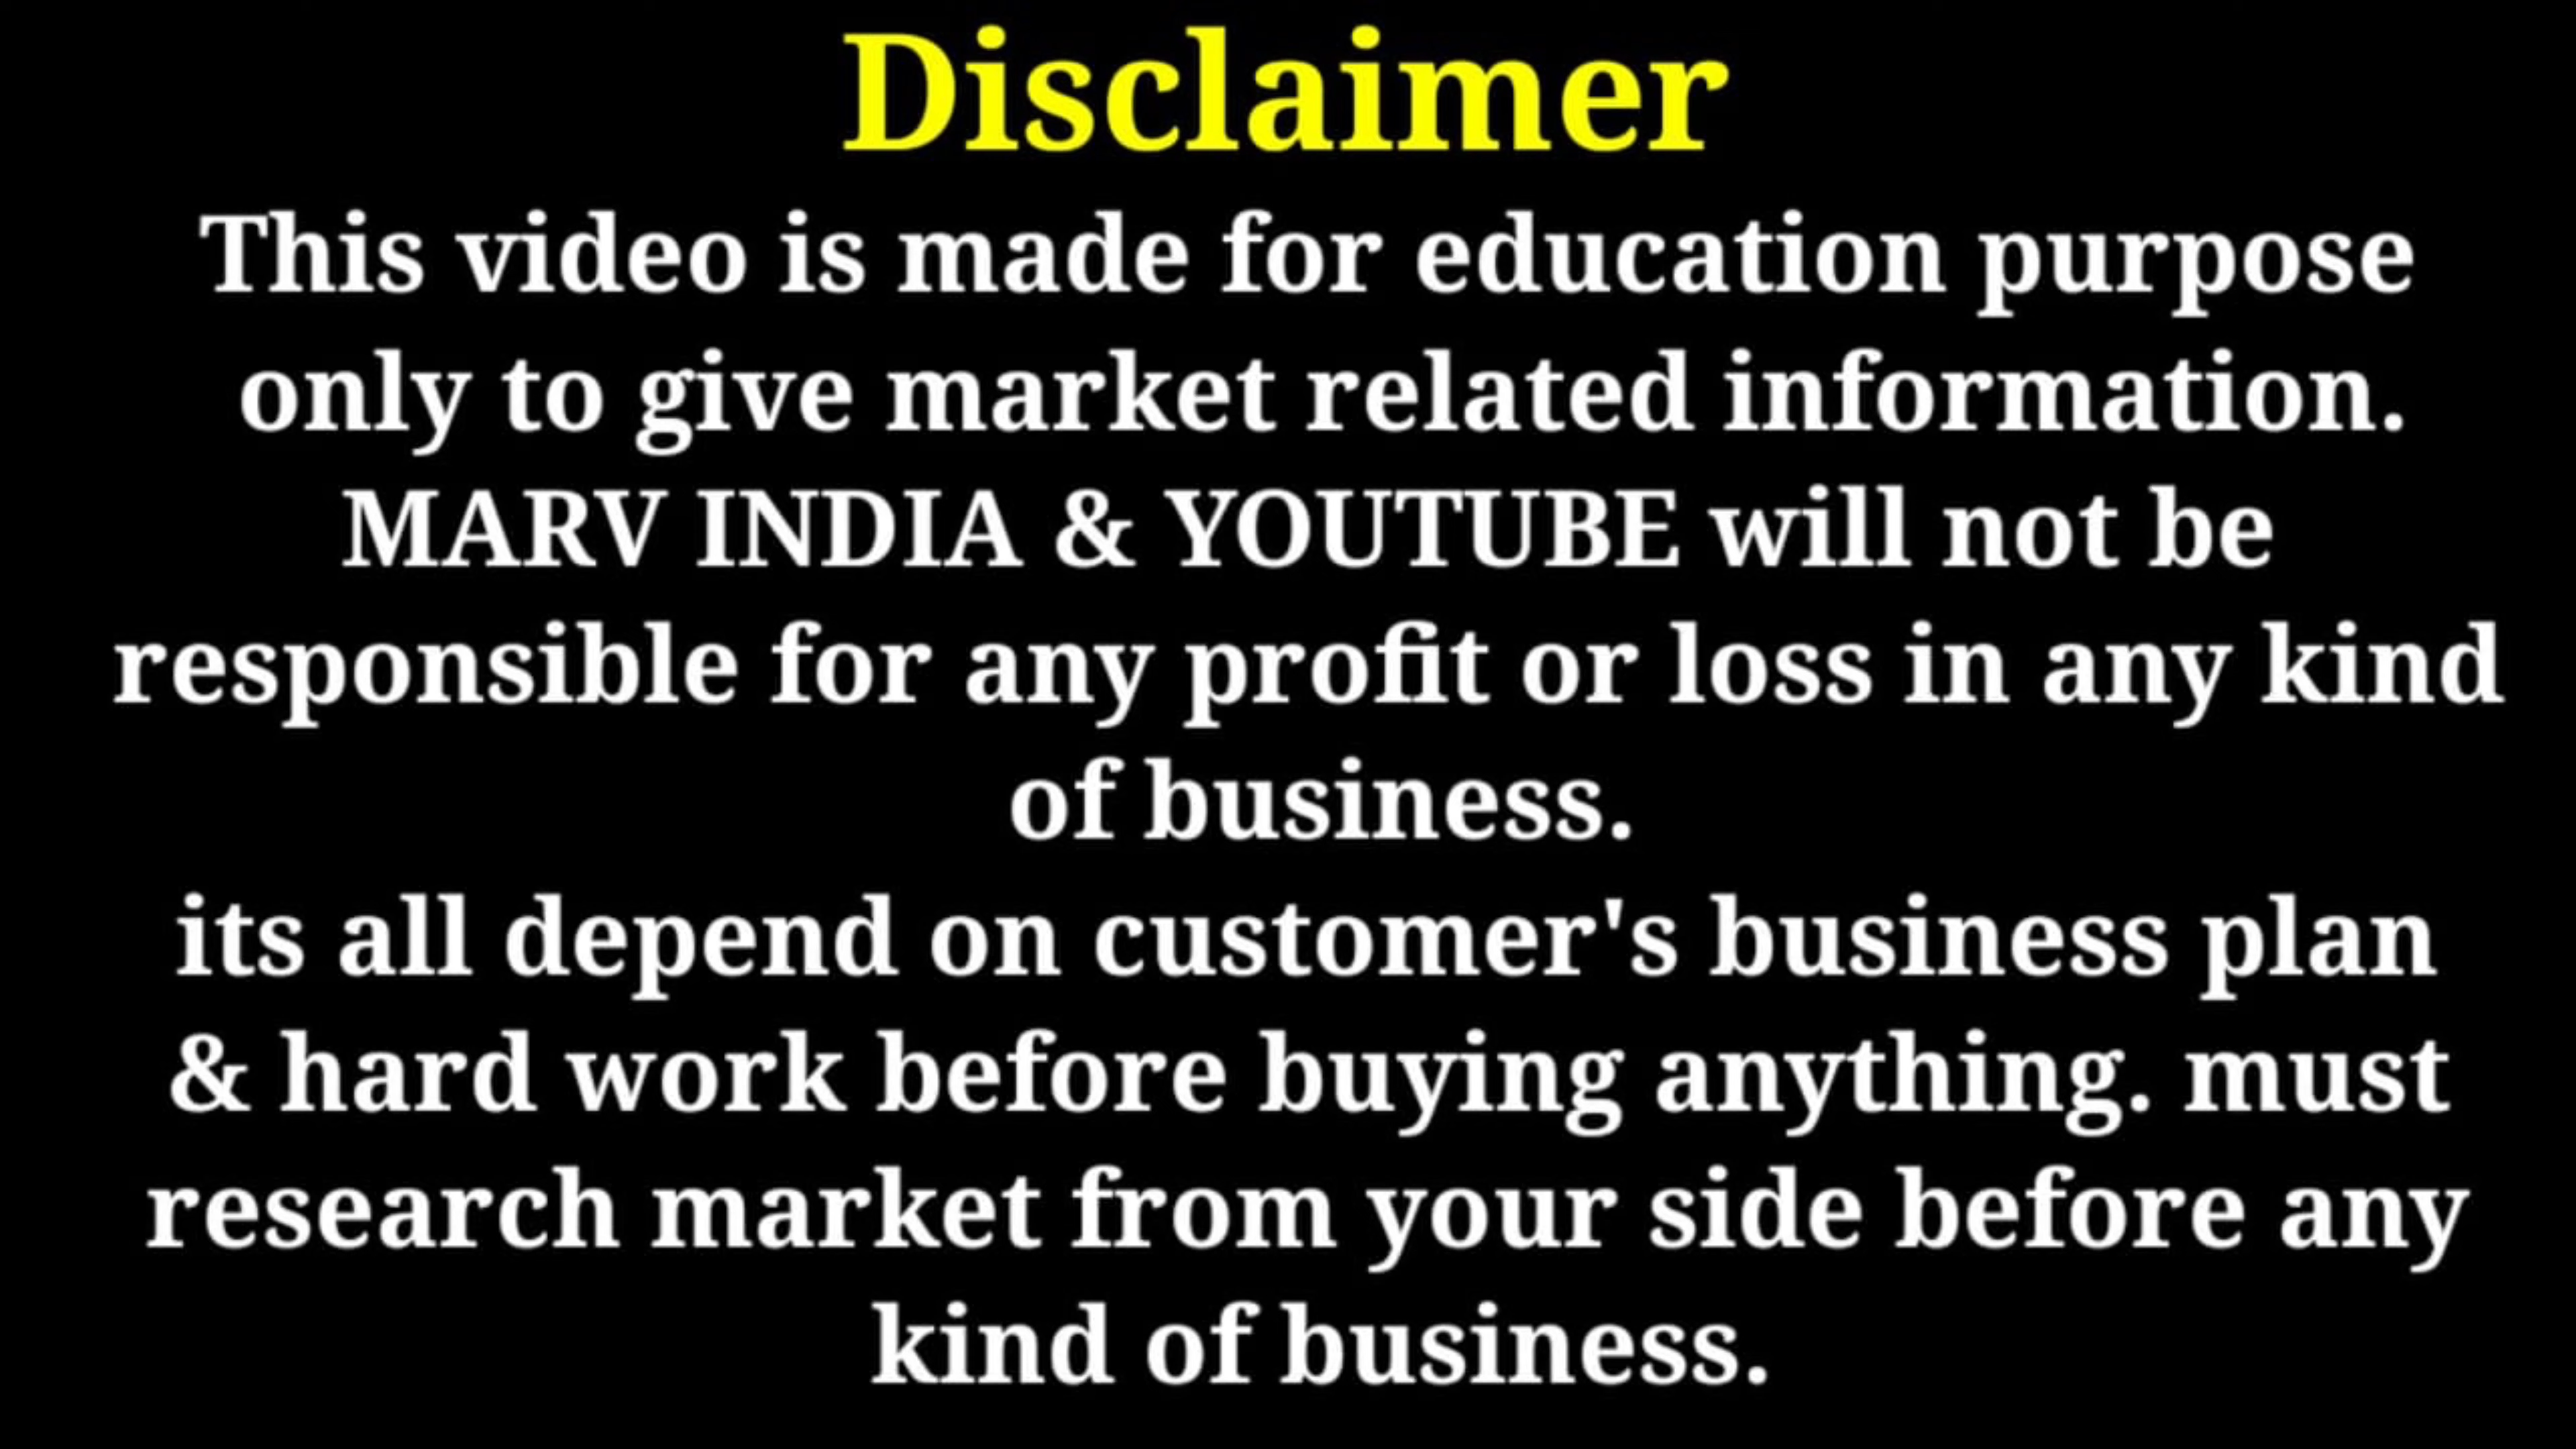 Disclaimer
This video is made for education purpose
only to give market related information.
MARV INDIA & YOUTUBE will not be
responsible for any profit or loss in any kind
of business.
its all depend on customer's business plan
& hard work before buying anything. must
research market from your side before any
kind of business.